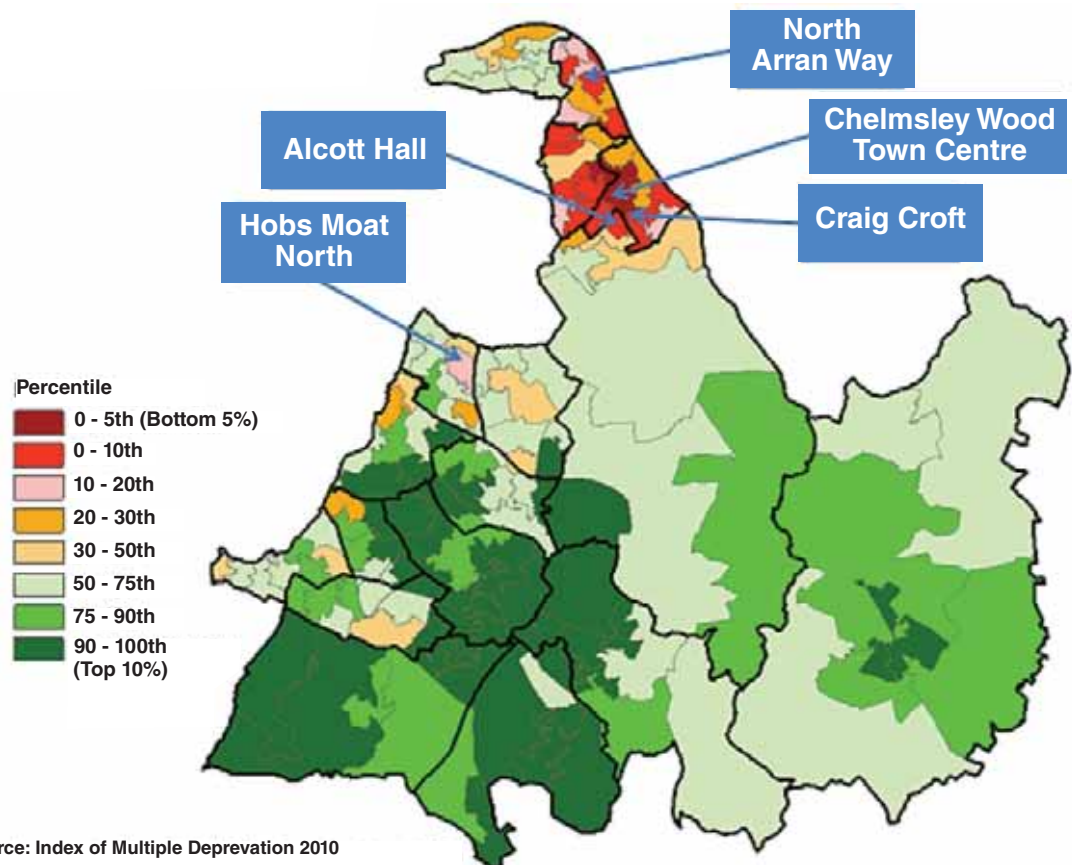 North
Arran Way
Chelmsley Wood
Town Centre
Alcott Hall
Craig Croft
Hobs Moat
North
Percentile
0 - 5th (Bottom 5%)
0 - 10th
10 - 20th
20 - 30th
30 - 50th
50 - 75th
75 - 90th
90 - 100th
(Top 10%)
rce: Index of Multiple Deprevation 2010